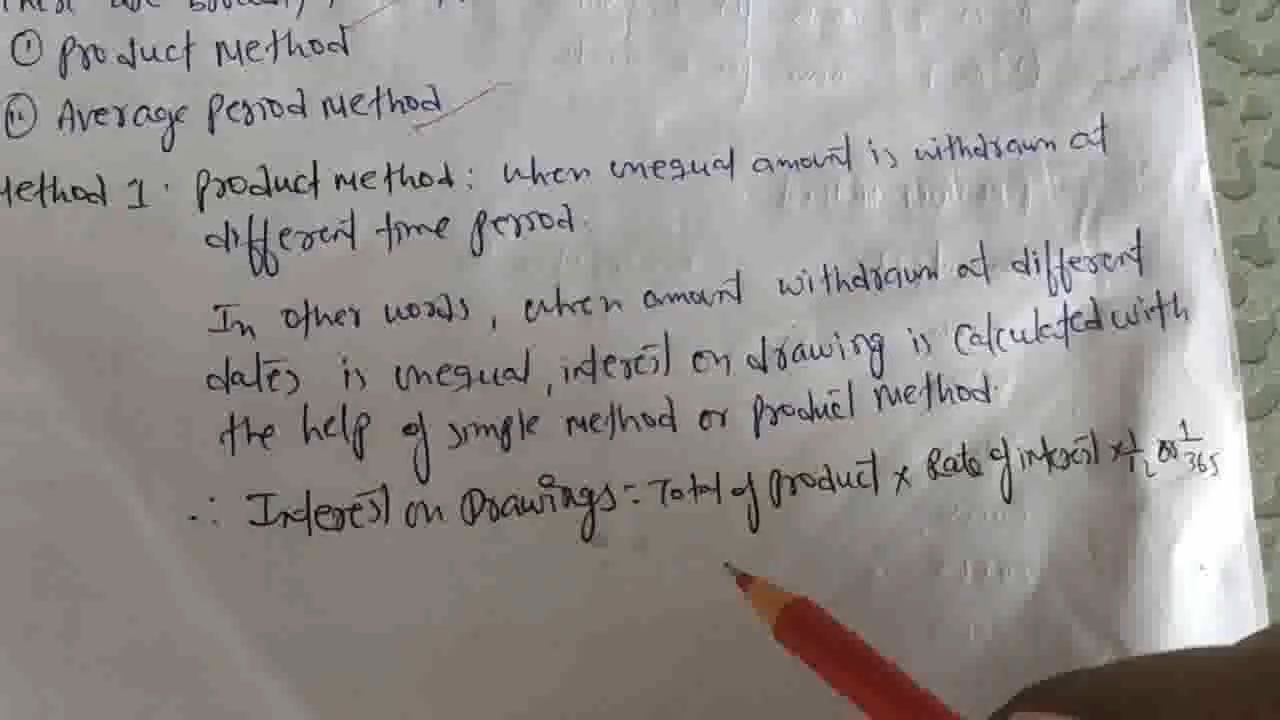 ① Product Method
② Average Period Method
Method 1. Product method: when unequal amount is withdrawn at
different time period.
In other words, when amount withdrawn at different
dates is unequal, interest on drawing is calculated with
the help of simple method or product method.
∴ Interest on Drawings = Total of product x Rate of interest x 1/12 or 1/365